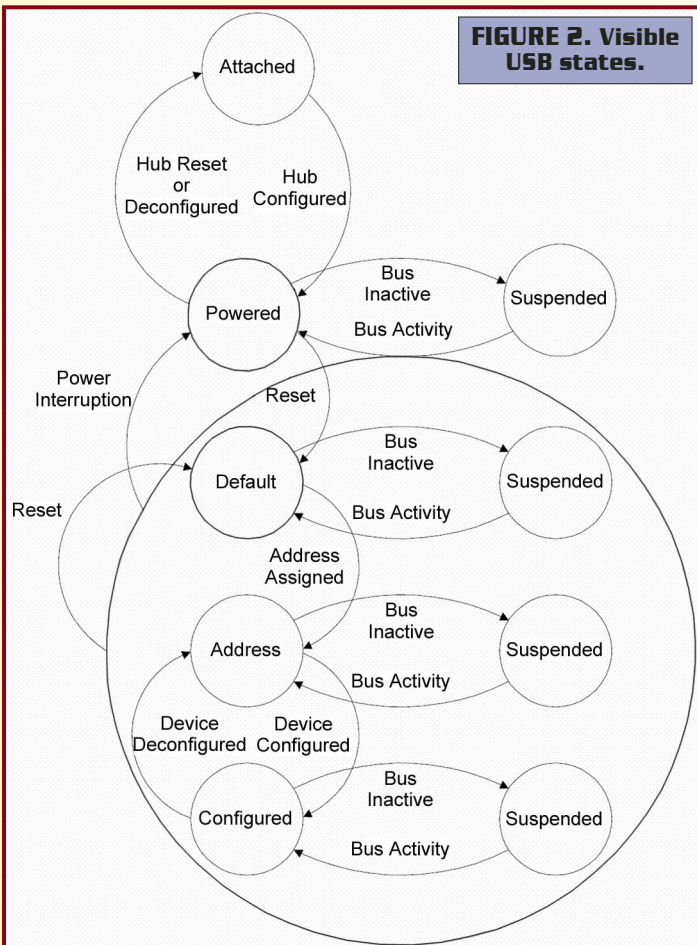 FIGURE 2. Visible
USB states.
Attached
Hub Reset
or
Deconfigured
Hub
Configured
Powered
Bus
Inactive
Bus Activity
Suspended
Power
Interruption
Reset
Default
Bus
Inactive
Bus Activity
Suspended
Reset
Address
Assigned
Address
Bus
Inactive
Bus Activity
Suspended
Device
Deconfigured
Device
Configured
Configured
Bus
Inactive
Bus Activity
Suspended